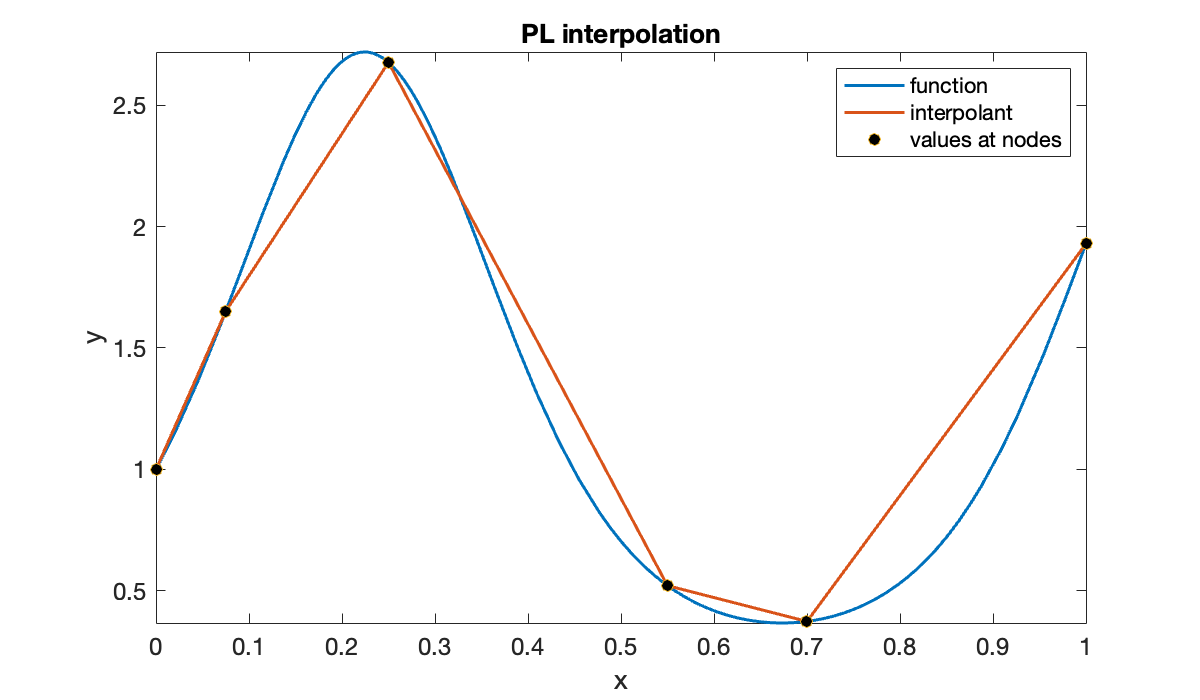 PL interpolation
function
interpolant
values at nodes
2.5
2
1.5
1
0.5
y
0 0.1 0.2 0.3 0.4 0.5 0.6 0.7 0.8 0.9 1
x